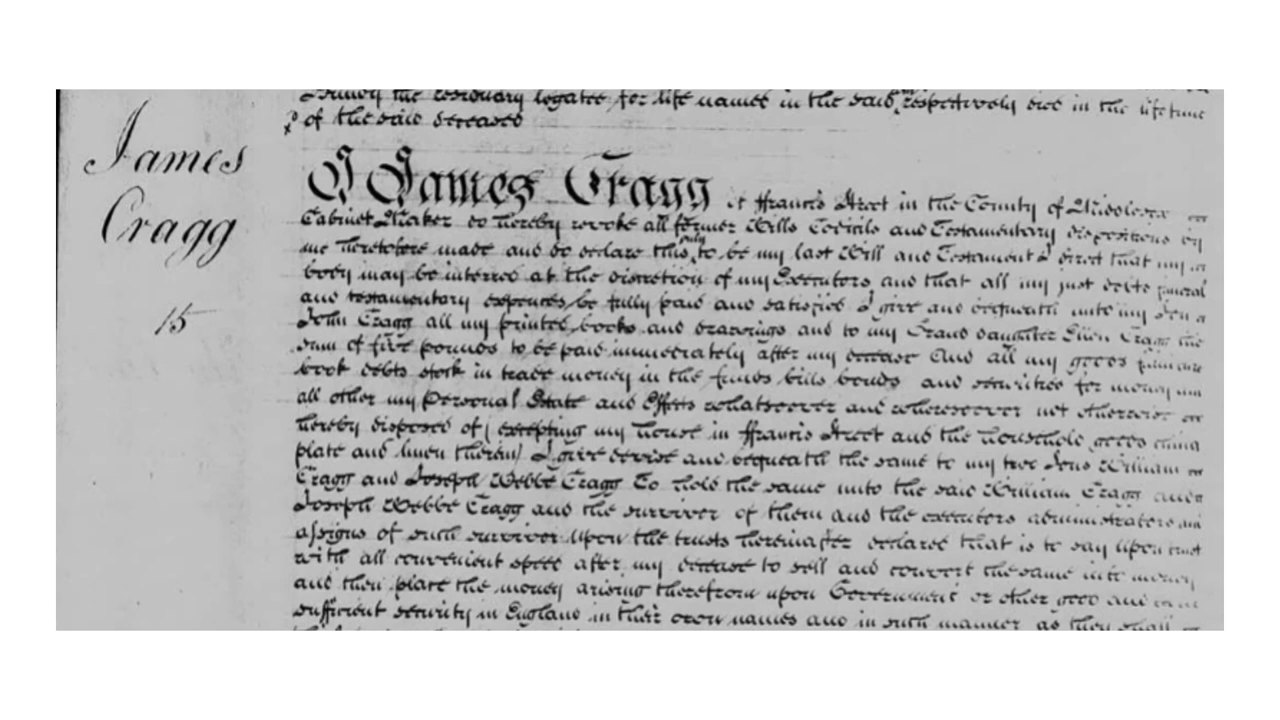 James
Cragg
15
the residuary legatee for life named in the said respectively died in the lifetime
of the said deceased
I James Cragg of ffrancis Street in the County of Middlesex
Cabinet Maker do hereby revoke all former Wills Codicils and Testamentary dispositions by
me heretofore made and do declare this only to be my last Will and Testament I direct that my
body may be interred at the discretion of my Executors and that all my just debts funeral
and testamentary expences be fully paid and satisfied I give and bequeath unto my Son
John Cragg all my printed books and drawings and to my Grand daughter Ellen Cragg the
sum of five pounds to be paid immediately after my decease And all my goods furniture
book debts stock in trade money in the funds bills bonds and securities for money and
all other my Personal Estate and Effects whatsoever and wheresoever not otherwise
hereby disposed of (excepting my house in ffrancis Street and the household goods china
plate and linen therein) I give devise and bequeath the same to my two Sons William
Cragg and Joseph Webbe Cragg To hold the same unto the said William Cragg and
Joseph Webbe Cragg and the survivor of them and the executors administrators and
assigns of such survivor Upon the trusts hereinafter declared that is to say Upon trust
with all convenient speed after my decease to sell and convert the same into money
and then place the money arising therefrom upon Government or other good and
sufficient security in England in their own names and in such manner as they shall